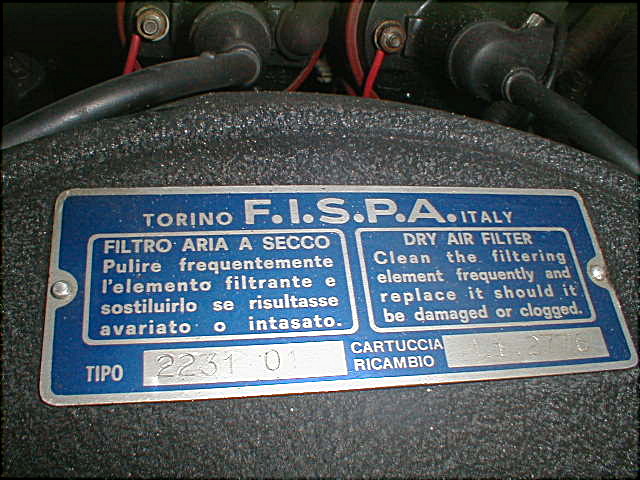 TORINO F.I.S.P.A. ITALY
FILTRO ARIA A SECCO
Pulire frequentemente
l'elemento filtrante e
sostiluirlo se risultasse
avariato o intasato.
DRY AIR FILTER
Clean the filtering
element frequently and
replace it should it
be damaged or clogged.
TIPO 2231 01
CARTUCCIA
RICAMBIO